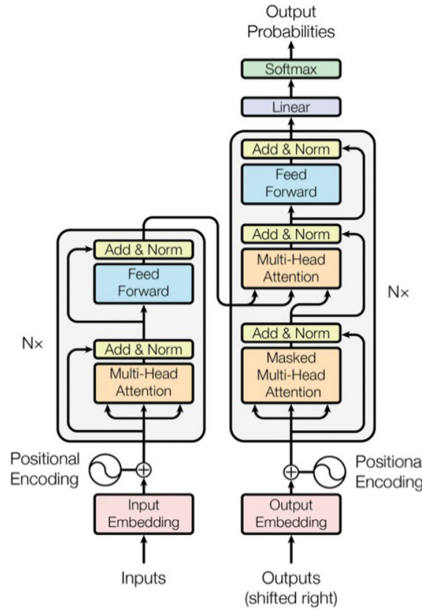 Output
Probabilities
Softmax
Linear
Add & Norm
Feed
Forward
Add & Norm
Multi-Head
Attention
Add & Norm
Masked
Multi-Head
Attention
Nx
Add & Norm
Feed
Forward
Add & Norm
Multi-Head
Attention
Nx
Positional
Encoding
Input
Embedding
Inputs
Positional
Encoding
Output
Embedding
Outputs
(shifted right)